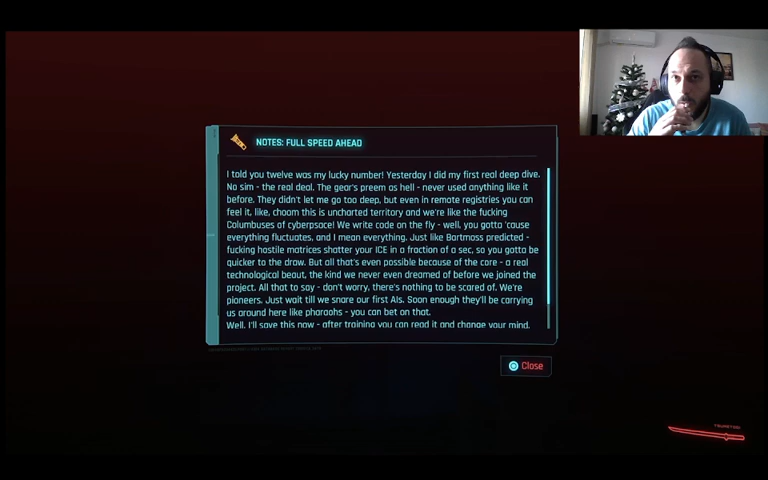 NOTES: FULL SPEED AHEAD
I told you twelve was my lucky number! Yesterday I did my first real deep dive.
No sim - the real deal. The gear's preem as hell - never used anything like it
before. They didn't let me go too deep, but even in remote registries you can
feel it, like, choom this is uncharted territory and we're like the fucking
Columbuses of cyberpsace! We write code on the fly - well, you gotta 'cause
everything fluctuates, and I mean everything. Just like Bartmoss predicted -
fucking hostile matrices shatter your ICE in a fraction of a sec, so you gotta be
quicker to the draw. But all that's even possible because of the core - a real
technological beaut, the kind we never even dreamed of before we joined the
project. All that to say - don't worry, there's nothing to be scared of. We're
pioneers. Just wait till we snare our first AIs. Soon enough they'll be carrying
us around here like pharaohs - you can bet on that.
Well. I'll save this now - after training you can read it and change your mind.
Close